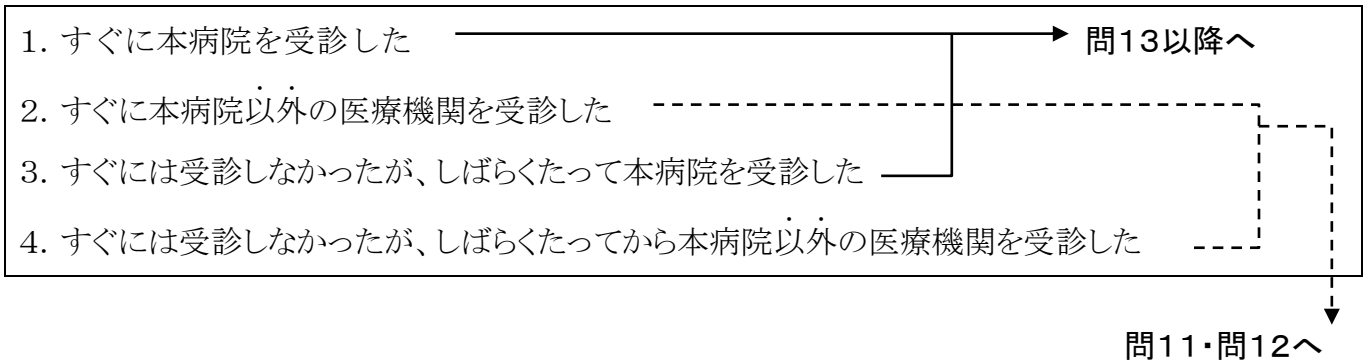 1. すぐに本病院を受診した 問13以降へ
2. すぐに本病院以外の医療機関を受診した
3. すぐには受診しなかったが、しばらくたって本病院を受診した
4. すぐには受診しなかったが、しばらくたってから本病院以外の医療機関を受診した
問11・問12へ